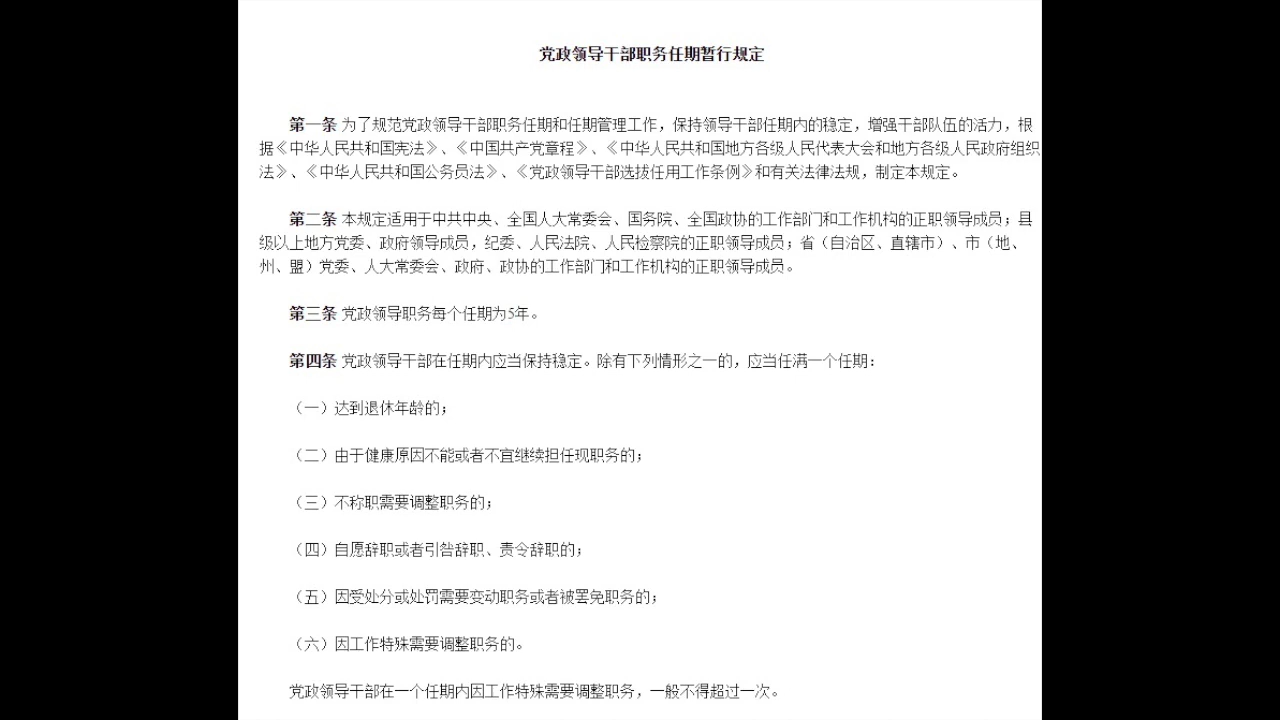 党政领导干部职务任期暂行规定
第一条 为了规范党政领导干部职务任期和任期管理工作，保持领导干部任期内的稳定，增强干部队伍的活力，根
据《中华人民共和国宪法》、《中国共产党章程》、《中华人民共和国地方各级人民代表大会和地方各级人民政府组织
法》、《中华人民共和国公务员法》、《党政领导干部选拔任用工作条例》和有关法律法规，制定本规定。
第二条 本规定适用于中共中央、全国人大常委会、国务院、全国政协的工作部门和工作机构的正职领导成员；县
级以上地方党委、政府领导成员，纪委、人民法院、人民检察院的正职领导成员；省（自治区、直辖市）、市（地、
州、盟）党委、人大常委会、政府、政协的工作部门和工作机构的正职领导成员。
第三条 党政领导职务每个任期为5年。
第四条 党政领导干部在任期内应当保持稳定。除有下列情形之一的，应当任满一个任期：
（一）达到退休年龄的；
（二）由于健康原因不能或者不宜继续担任现职务的；
（三）不称职需要调整职务的；
（四）自愿辞职或者引咎辞职、责令辞职的；
（五）因受处分或处罚需要变动职务或者被罢免职务的；
（六）因工作特殊需要调整职务的。
党政领导干部在一个任期内因工作特殊需要调整职务，一般不得超过一次。